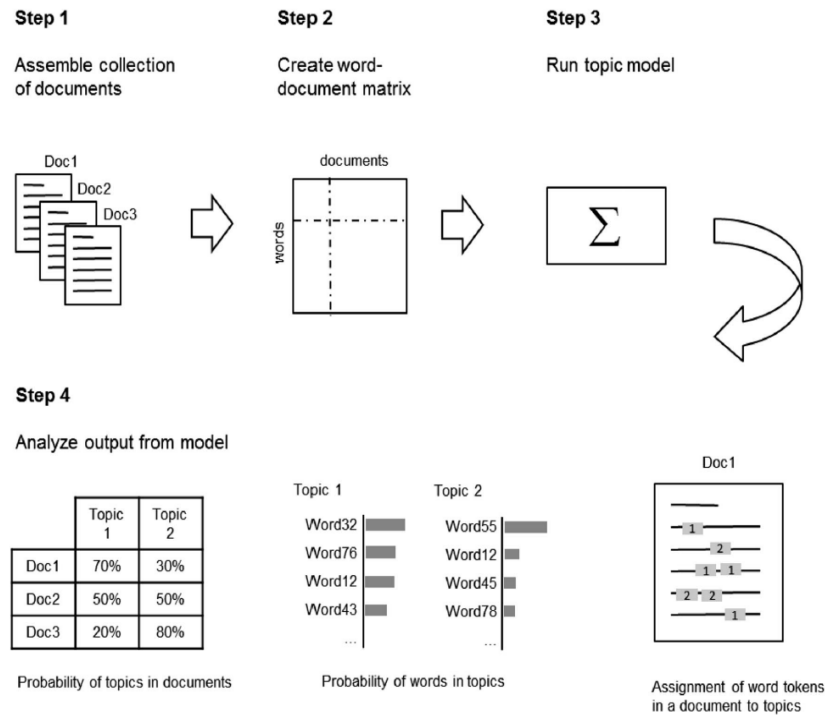 Step 1
Assemble collection
of documents
Step 2
Create word-
document matrix
Step 3
Run topic model
Doc1
Doc2
Doc3
documents
words
Σ
Step 4
Analyze output from model
Topic
1
Topic
2
Doc1 70% 30%
Doc2 50% 50%
Doc3 20% 80%
Probability of topics in documents
Topic 1
Word32
Word76
Word12
Word43
...
Topic 2
Word55
Word12
Word45
Word78
...
Probability of words in topics
Doc1
1
2
1 1
2 2
1
Assignment of word tokens
in a document to topics